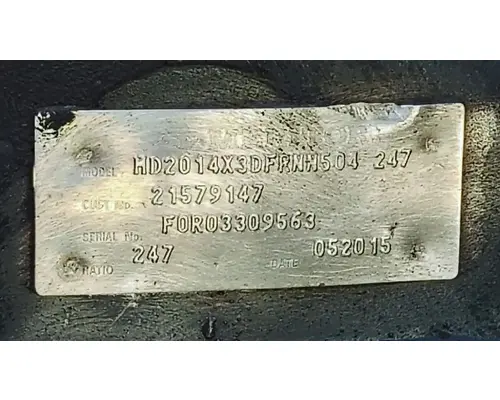 MODEL HD2014X3DFRNH504 247
CUST No. 21579147
SERIAL No. FOR03309563
247 052015
RATIO DATE